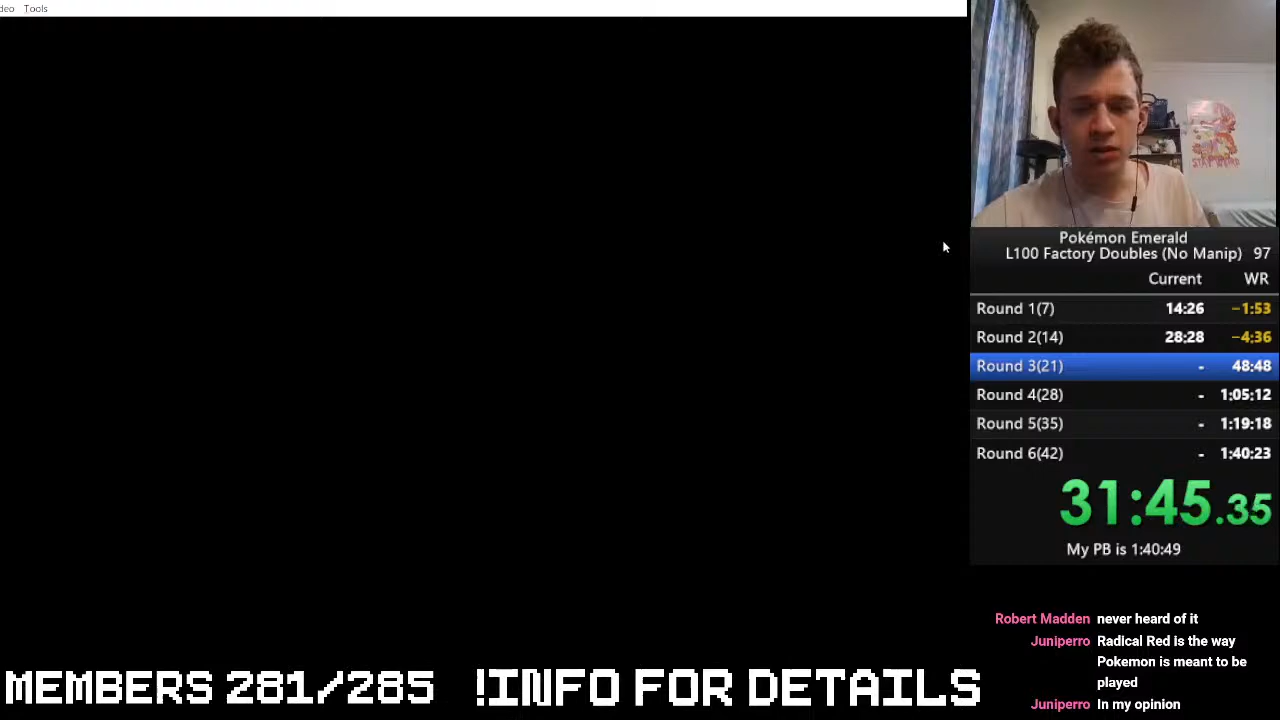 deo Tools
Pokémon Emerald
L100 Factory Doubles (No Manip) 97
Current WR
Round 1(7) 14:26 −1:53
Round 2(14) 28:28 −4:36
Round 3(21) - 48:48
Round 4(28) - 1:05:12
Round 5(35) - 1:19:18
Round 6(42) - 1:40:23
31:45.35
My PB is 1:40:49
Robert Madden never heard of it
Juniperro Radical Red is the way
Pokemon is meant to be
played
Juniperro In my opinion
MEMBERS 281/285 !INFO FOR DETAILS